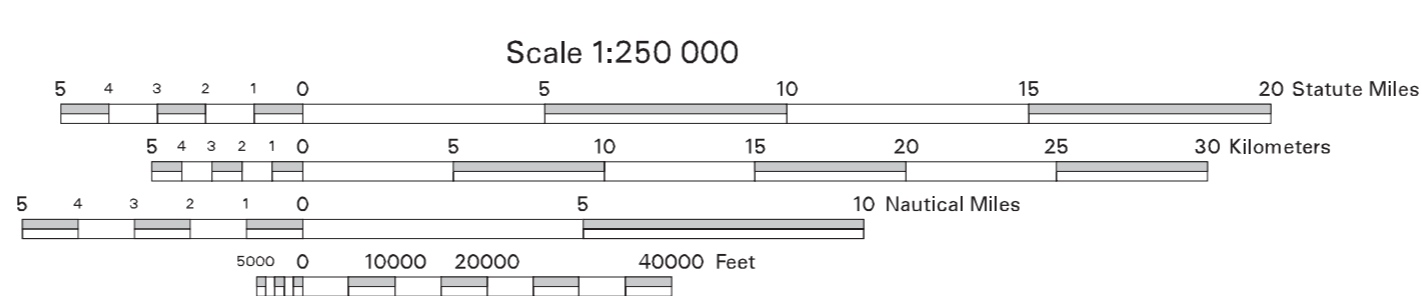 Scale 1:250 000
5 4 3 2 1 0 5 10 15 20 Statute Miles
5 4 3 2 1 0 5 10 15 20 25 30 Kilometers
5 4 3 2 1 0 5 10 Nautical Miles
5000 0 10000 20000 40000 Feet